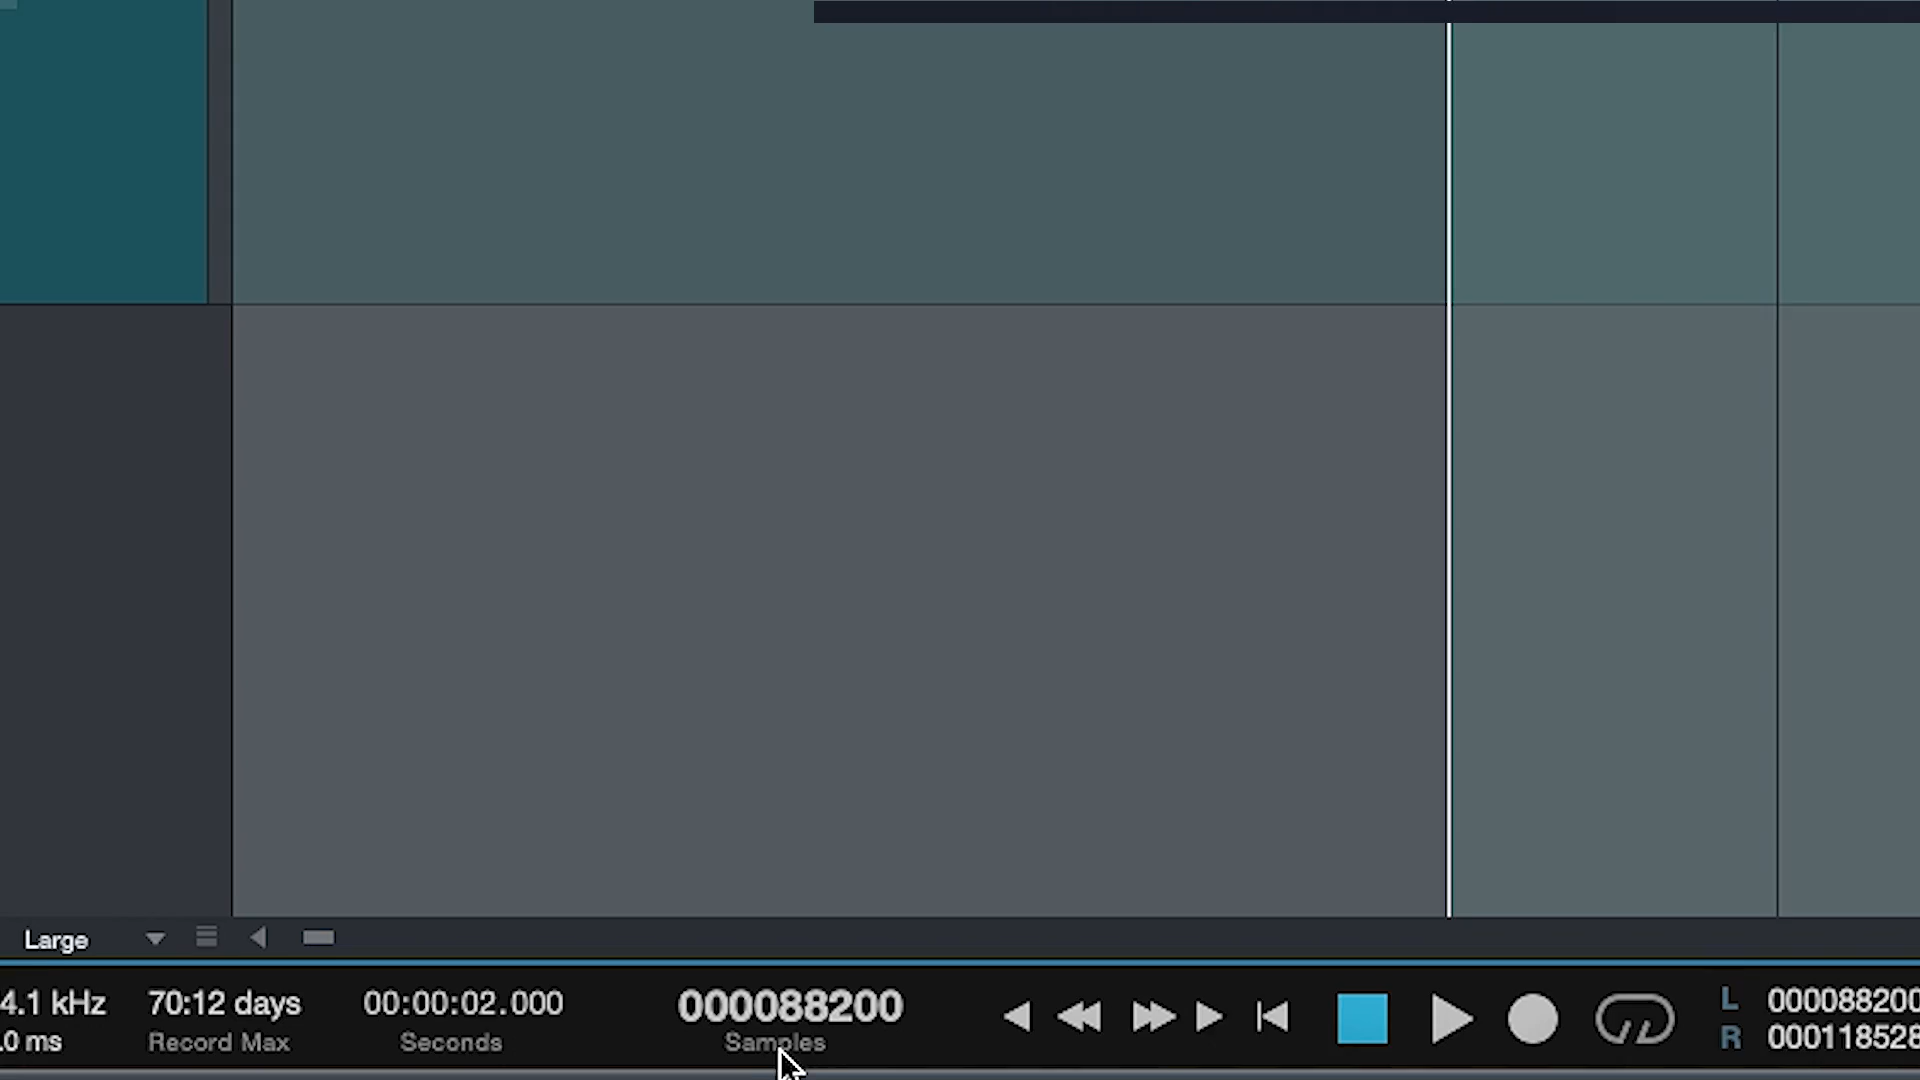 Large
4.1 kHz 70:12 days 00:00:02.000 000088200 L 000088200
.0 ms Record Max Seconds Samples R 000118528